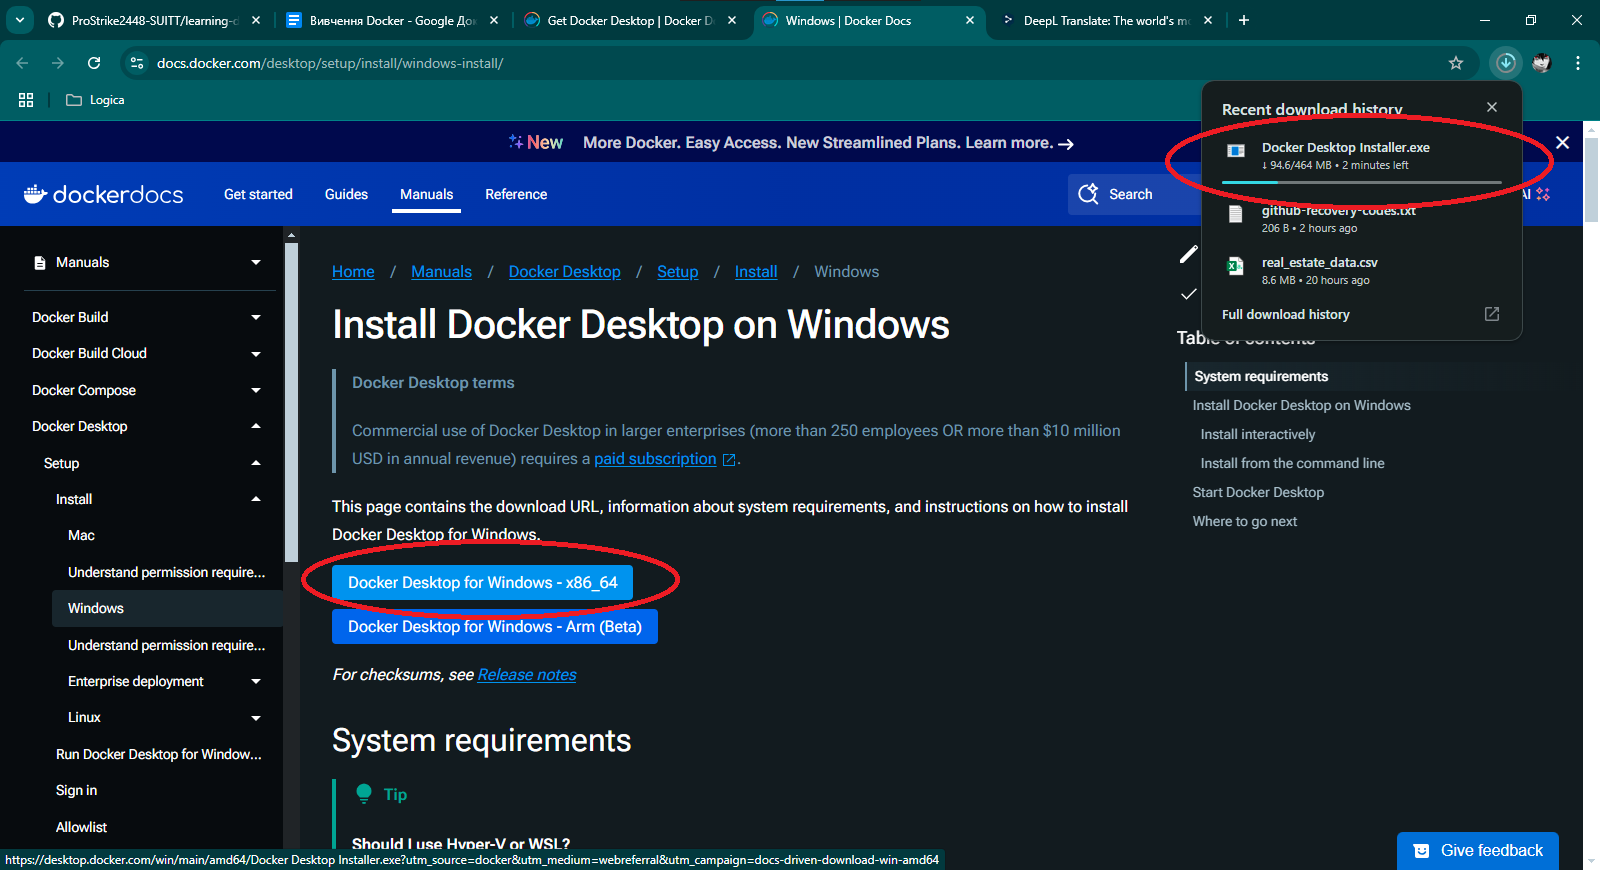 ProStrike2448-SUITT/learning-d
Вивчення Docker - Google До
Get Docker Desktop | Docker D
Windows | Docker Docs
DeepL Translate: The world's mo
docs.docker.com/desktop/setup/install/windows-install/
Logica
Recent download history
Docker Desktop Installer.exe
↓ 94.6/464 MB • 2 minutes left
github-recovery-codes.txt
206 B • 2 hours ago
real_estate_data.csv
8.6 MB • 20 hours ago
Full download history
New More Docker. Easy Access. New Streamlined Plans. Learn more. →
dockerdocs
Get started
Guides
Manuals
Reference
Search
AI
Manuals
Docker Build
Docker Build Cloud
Docker Compose
Docker Desktop
Setup
Install
Mac
Understand permission require...
Windows
Understand permission require...
Enterprise deployment
Linux
Run Docker Desktop for Window...
Sign in
Allowlist
Home / Manuals / Docker Desktop / Setup / Install / Windows
Install Docker Desktop on Windows
Docker Desktop terms
Commercial use of Docker Desktop in larger enterprises (more than 250 employees OR more than $10 million
USD in annual revenue) requires a paid subscription.
This page contains the download URL, information about system requirements, and instructions on how to install
Docker Desktop for Windows.
Docker Desktop for Windows - x86_64
Docker Desktop for Windows - Arm (Beta)
For checksums, see Release notes
System requirements
Tip
Should I use Hyper-V or WSL?
Table of contents
System requirements
Install Docker Desktop on Windows
Install interactively
Install from the command line
Start Docker Desktop
Where to go next
Give feedback
https://desktop.docker.com/win/main/amd64/Docker Desktop Installer.exe?utm_source=docker&utm_medium=webreferral&utm_campaign=docs-driven-download-win-amd64